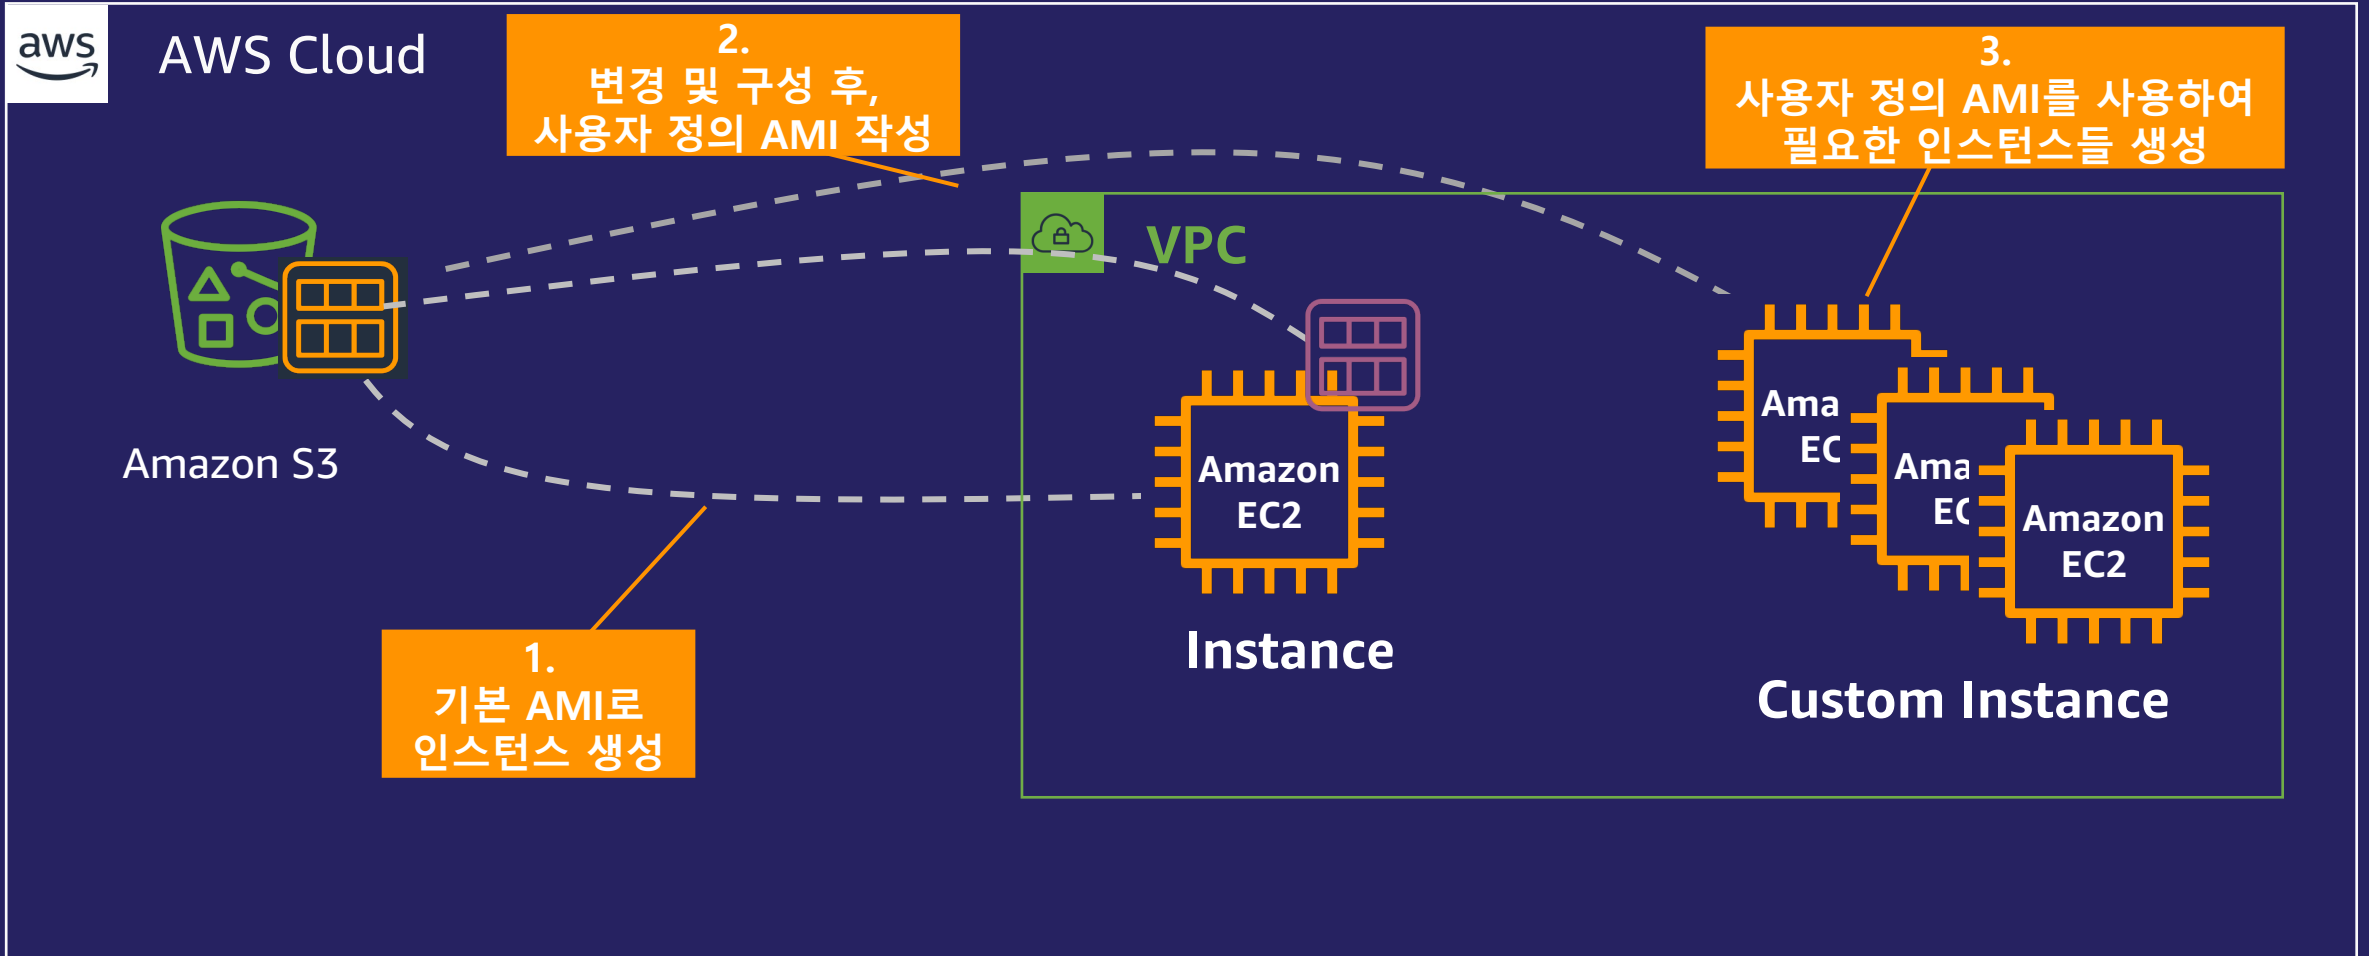 aws
AWS Cloud
2.
변경 및 구성 후,
사용자 정의 AMI 작성
3.
사용자 정의 AMI를 사용하여
필요한 인스턴스들 생성
VPC
Amazon S3
Amazon
EC2
Instance
Ama
EC
Ama
EC
Amazon
EC2
Custom Instance
1.
기본 AMI로
인스턴스 생성